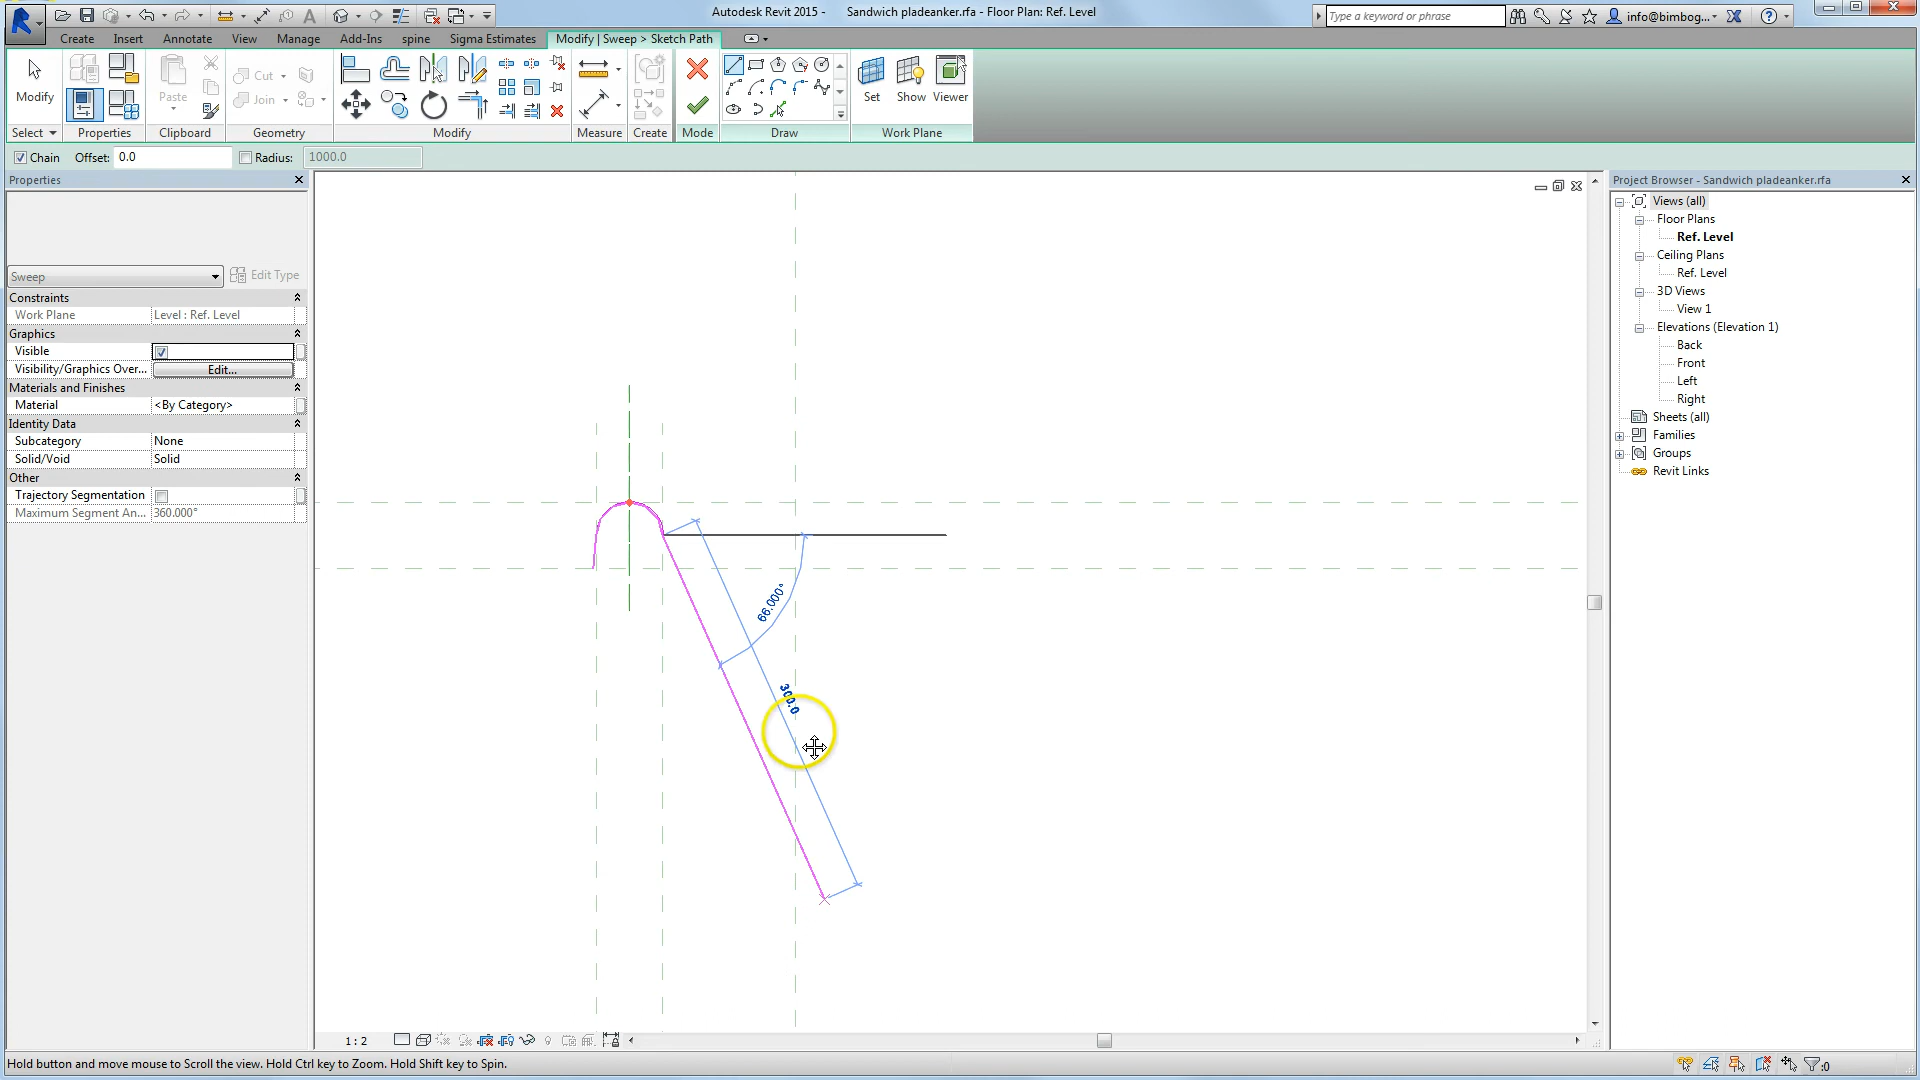 Autodesk Revit 2015 - Sandwich pladeanker.rfa - Floor Plan: Ref. Level
Type a keyword or phrase
info@bimbog...
Create Insert Annotate View Manage Add-Ins spine Sigma Estimates Modify | Sweep > Sketch Path
Modify
Paste
Cut
Join
Set Show Viewer
Select Properties Clipboard Geometry Modify Measure Create Mode Draw Work Plane
Chain Offset: 0.0 Radius: 1000.0
Properties
Sweep
Edit Type
Constraints
Work Plane Level : Ref. Level
Graphics
Visible
Visibility/Graphics Over... Edit...
Materials and Finishes
Material <By Category>
Identity Data
Subcategory None
Solid/Void Solid
Other
Trajectory Segmentation
Maximum Segment An... 360.000°
66.000°
300.0
Project Browser - Sandwich pladeanker.rfa
Views (all)
Floor Plans
Ref. Level
Ceiling Plans
Ref. Level
3D Views
View 1
Elevations (Elevation 1)
Back
Front
Left
Right
Sheets (all)
Families
Groups
Revit Links
1 : 2
Hold button and move mouse to Scroll the view. Hold Ctrl key to Zoom. Hold Shift key to Spin.
:0